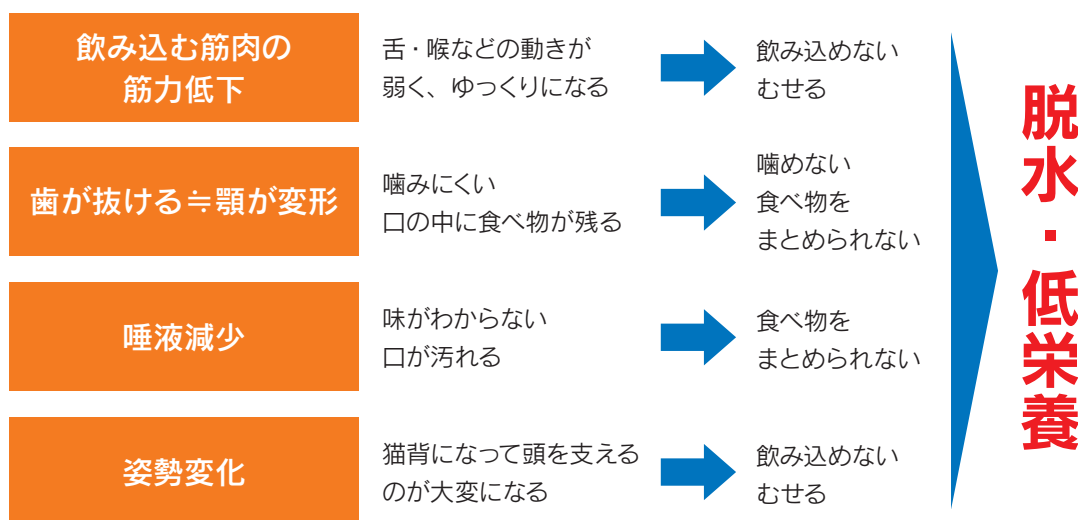 飲み込む筋肉の
筋力低下
舌・喉などの動きが
弱く、ゆっくりになる
飲み込めない
むせる
歯が抜ける≒顎が変形
噛みにくい
口の中に食べ物が残る
噛めない
食べ物を
まとめられない
唾液減少
味がわからない
口が汚れる
食べ物を
まとめられない
姿勢変化
猫背になって頭を支える
のが大変になる
飲み込めない
むせる
脱水・低栄養